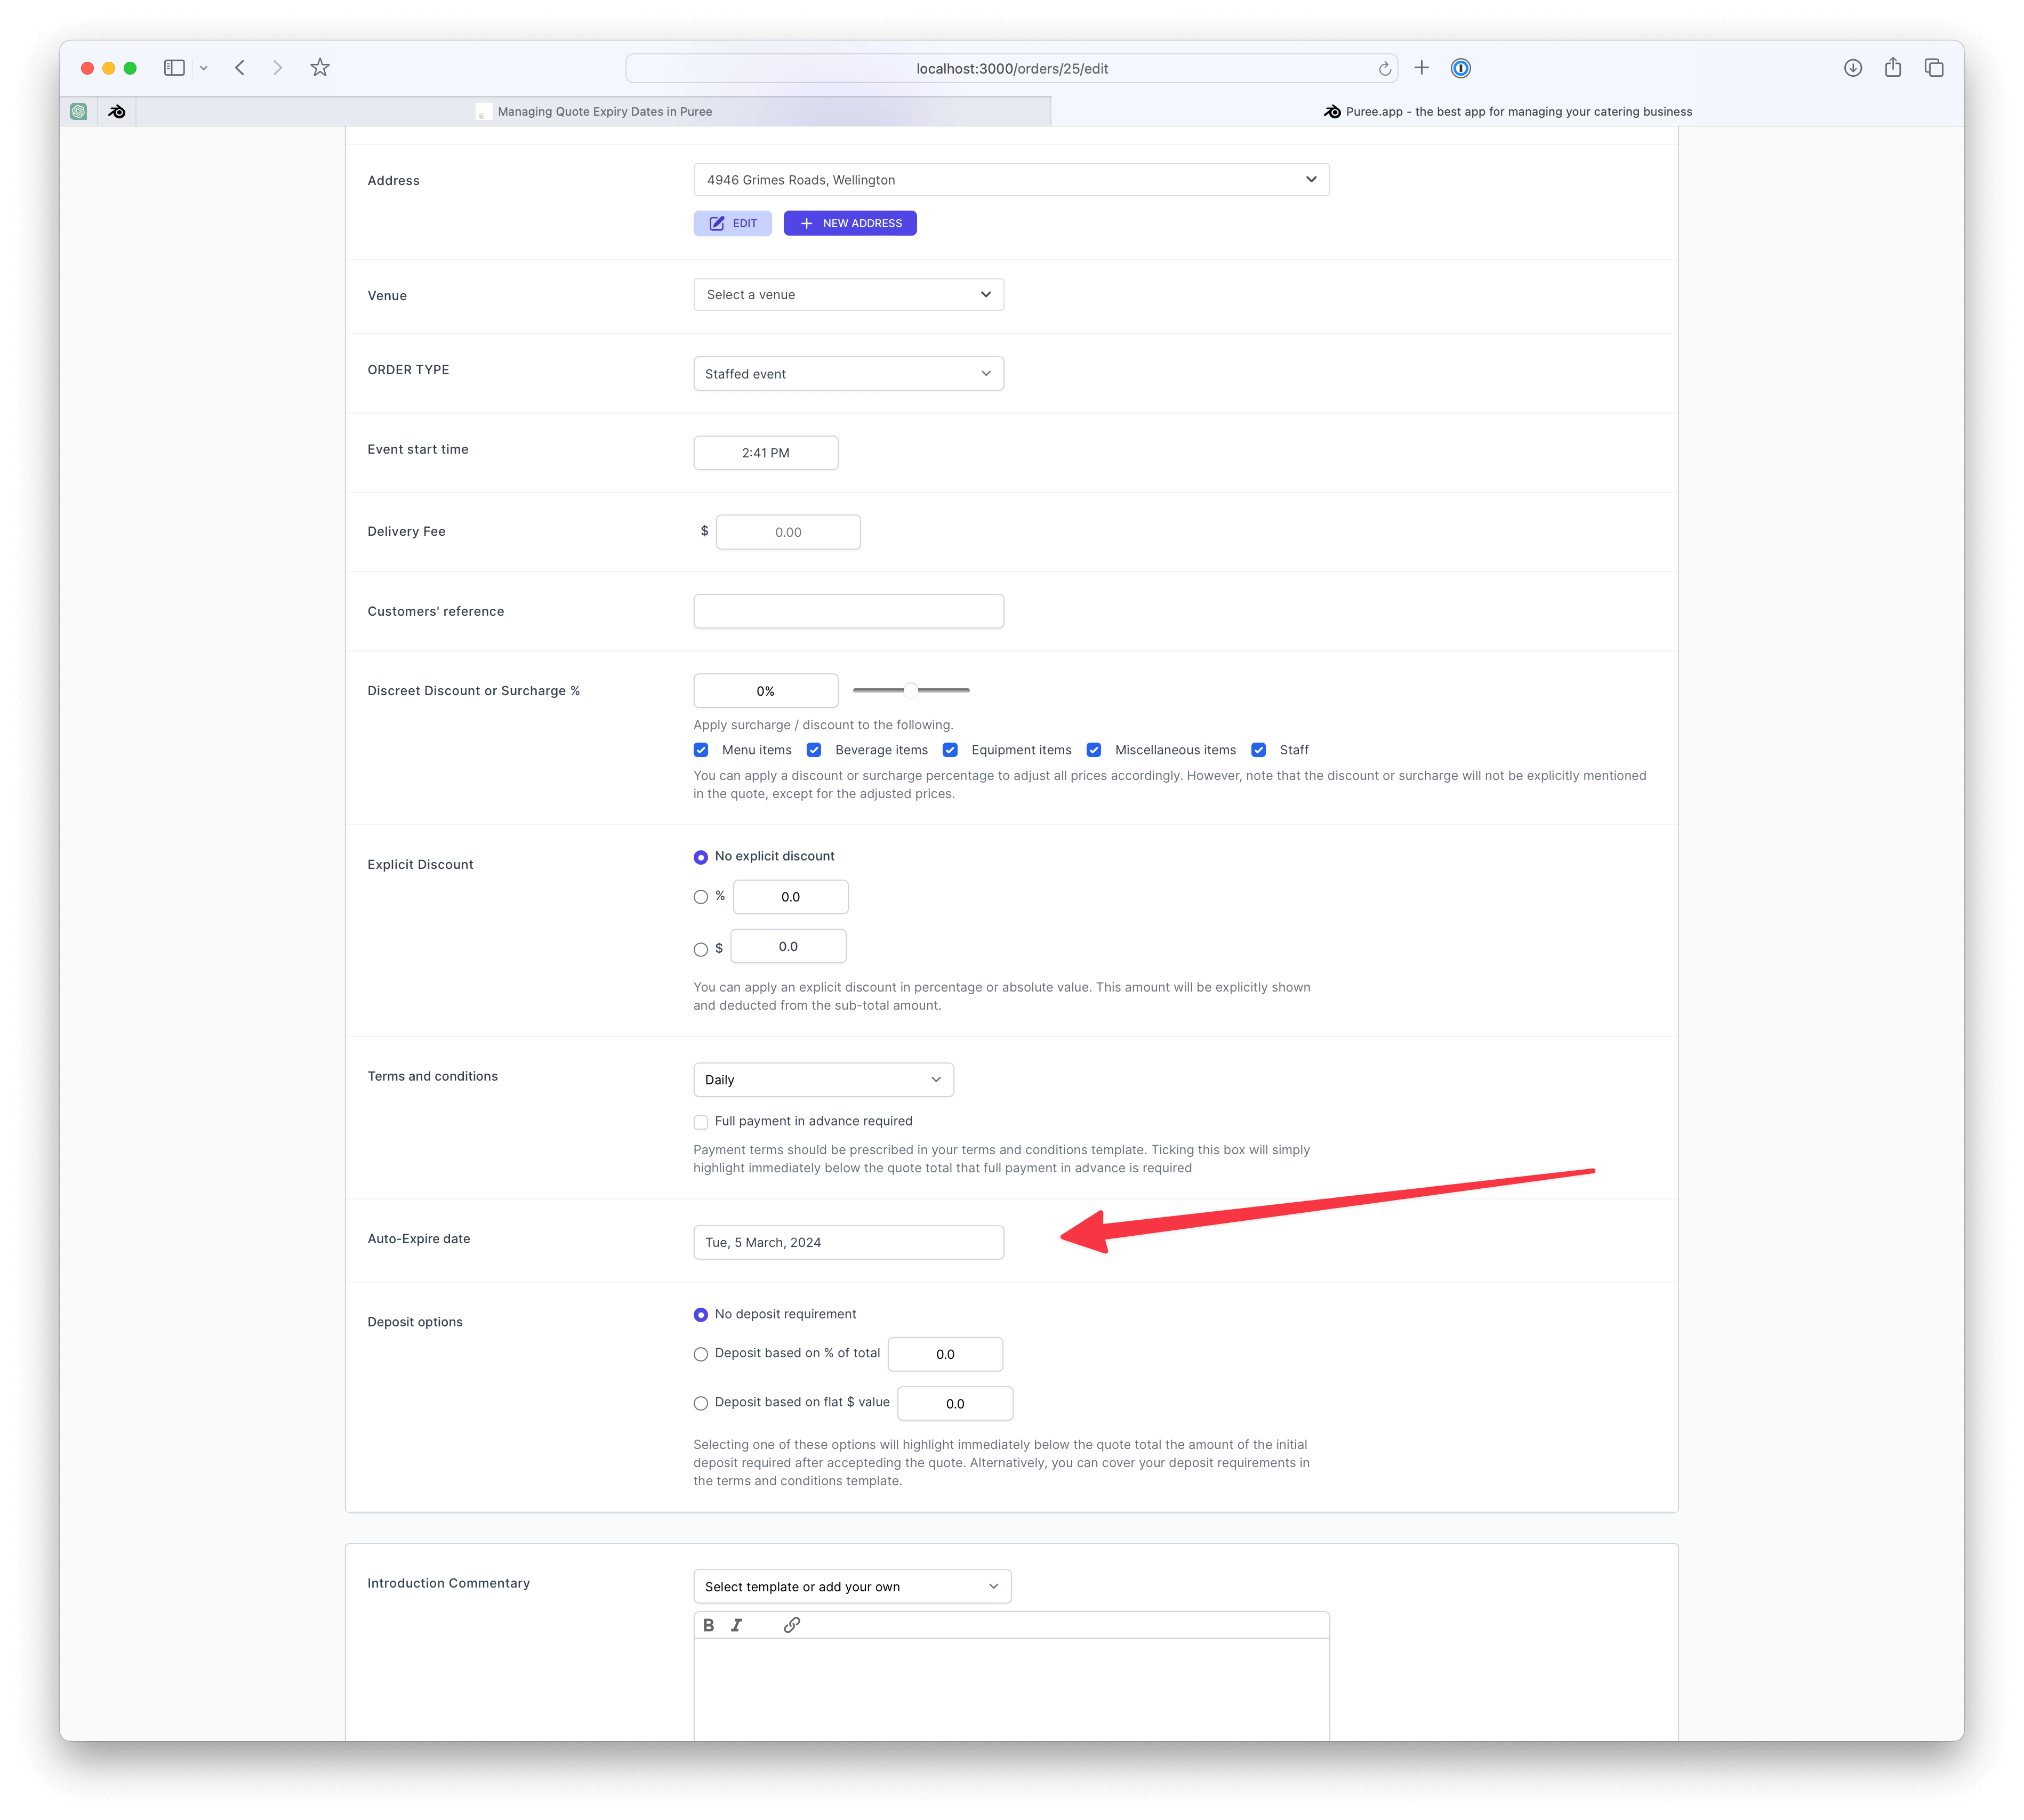 localhost:3000/orders/25/edit
Managing Quote Expiry Dates in Puree
Puree.app - the best app for managing your catering business
Address
4946 Grimes Roads, Wellington
EDIT
NEW ADDRESS
Venue
Select a venue
ORDER TYPE
Staffed event
Event start time
2:41 PM
Delivery Fee
$ 0.00
Customers' reference
Discreet Discount or Surcharge %
0%
Apply surcharge / discount to the following.
Menu items Beverage items Equipment items Miscellaneous items Staff
You can apply a discount or surcharge percentage to adjust all prices accordingly. However, note that the discount or surcharge will not be explicitly mentioned
in the quote, except for the adjusted prices.
Explicit Discount
No explicit discount
% 0.0
$ 0.0
You can apply an explicit discount in percentage or absolute value. This amount will be explicitly shown
and deducted from the sub-total amount.
Terms and conditions
Daily
Full payment in advance required
Payment terms should be prescribed in your terms and conditions template. Ticking this box will simply
highlight immediately below the quote total that full payment in advance is required
Auto-Expire date
Tue, 5 March, 2024
Deposit options
No deposit requirement
Deposit based on % of total 0.0
Deposit based on flat $ value 0.0
Selecting one of these options will highlight immediately below the quote total the amount of the initial
deposit required after accepteding the quote. Alternatively, you can cover your deposit requirements in
the terms and conditions template.
Introduction Commentary
Select template or add your own
B I